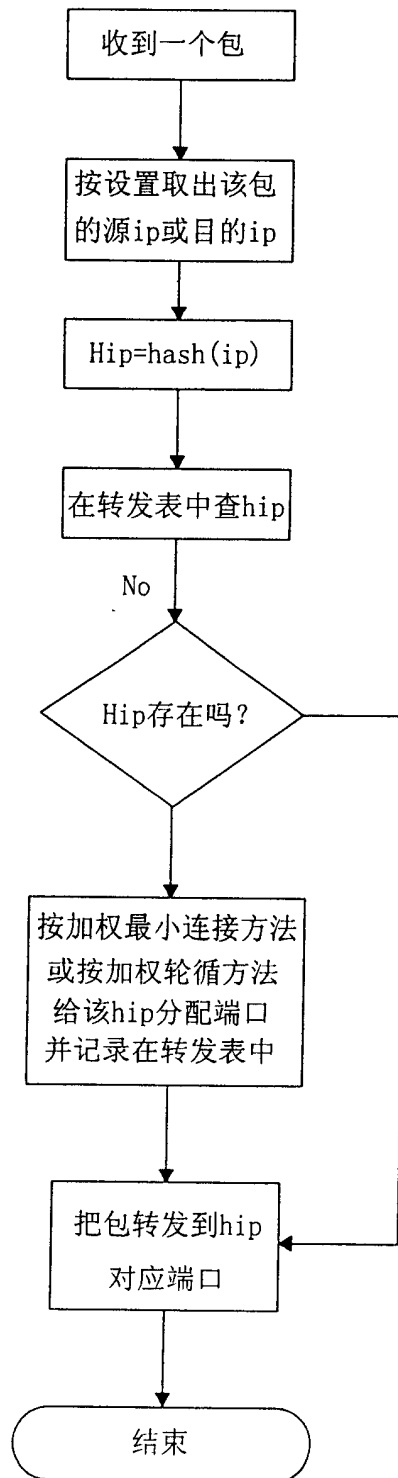 收到一个包
按设置取出该包
的源ip或目的ip
Hip=hash(ip)
在转发表中查hip
No
Hip存在吗?
按加权最小连接方法
或按加权轮循方法
给该hip分配端口
并记录在转发表中
把包转发到hip
对应端口
结束